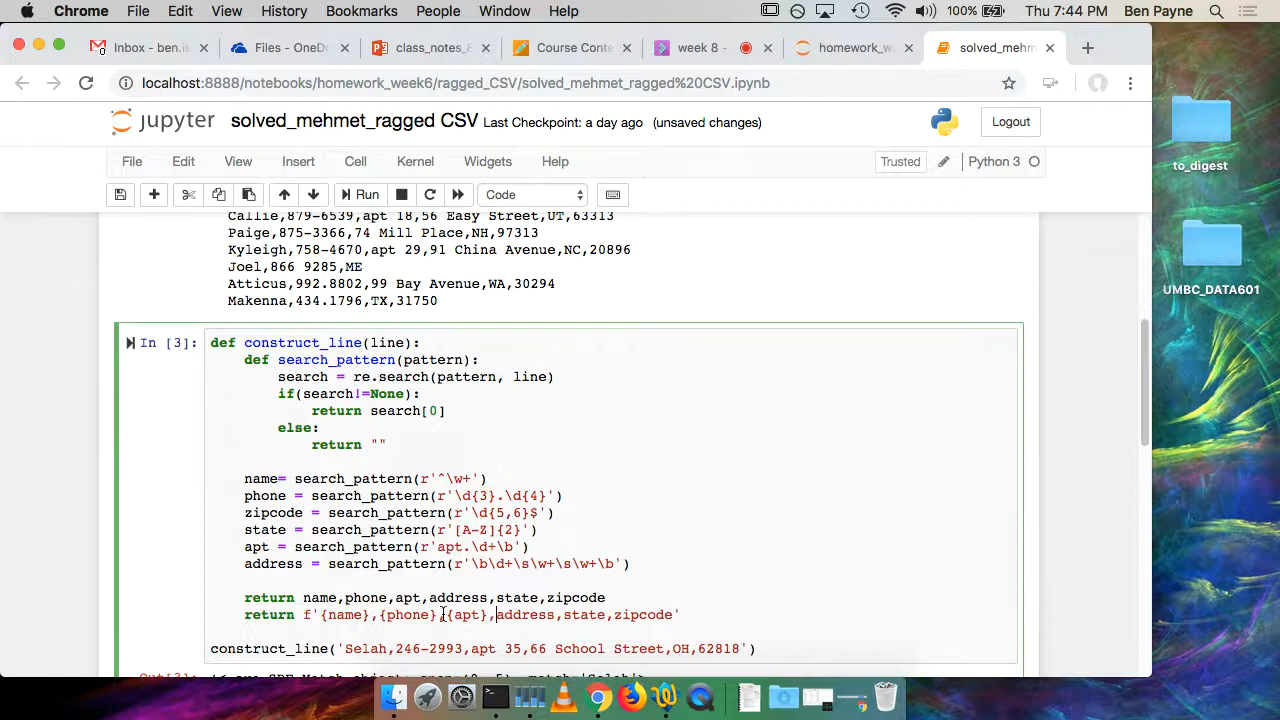 Chrome File Edit View History Bookmarks People Window Help 100% Thu 7:44 PM Ben Payne
Inbox - ben.is Files - OneDr class_notes_8 Course Conte week 8 - homework_w solved_mehm
localhost:8888/notebooks/homework_week6/ragged_CSV/solved_mehmet_ragged%20CSV.ipynb
jupyter solved_mehmet_ragged CSV Last Checkpoint: a day ago (unsaved changes) Logout
File Edit View Insert Cell Kernel Widgets Help Trusted Python 3
Run Code
to_digest
UMBC_DATA601
Callie,879-6539,apt 18,56 Easy Street,UT,63313
Paige,875-3366,74 Mill Place,NH,97313
Kyleigh,758-4670,apt 29,91 China Avenue,NC,20896
Joel,866 9285,ME
Atticus,992.8802,99 Bay Avenue,WA,30294
Makenna,434.1796,TX,31750
In [3]: def construct_line(line):
def search_pattern(pattern):
search = re.search(pattern, line)
if(search!=None):
return search[0]
else:
return ""
name= search_pattern(r'^\w+')
phone = search_pattern(r'\d{3}.\d{4}')
zipcode = search_pattern(r'\d{5,6}$')
state = search_pattern(r'[A-Z]{2}')
apt = search_pattern(r'apt.\d+\b')
address = search_pattern(r'\b\d+\s\w+\s\w+\b')
return name,phone,apt,address,state,zipcode
return f'{name},{phone},{apt},address,state,zipcode'
construct_line('Selah,246-2993,apt 35,66 School Street,OH,62818')